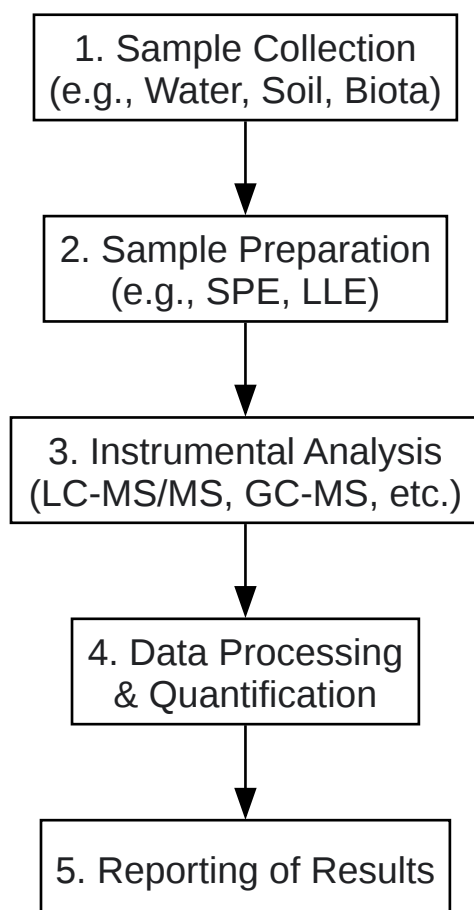 1. Sample Collection
(e.g., Water, Soil, Biota)
2. Sample Preparation
(e.g., SPE, LLE)
3. Instrumental Analysis
(LC-MS/MS, GC-MS, etc.)
4. Data Processing
& Quantification
5. Reporting of Results